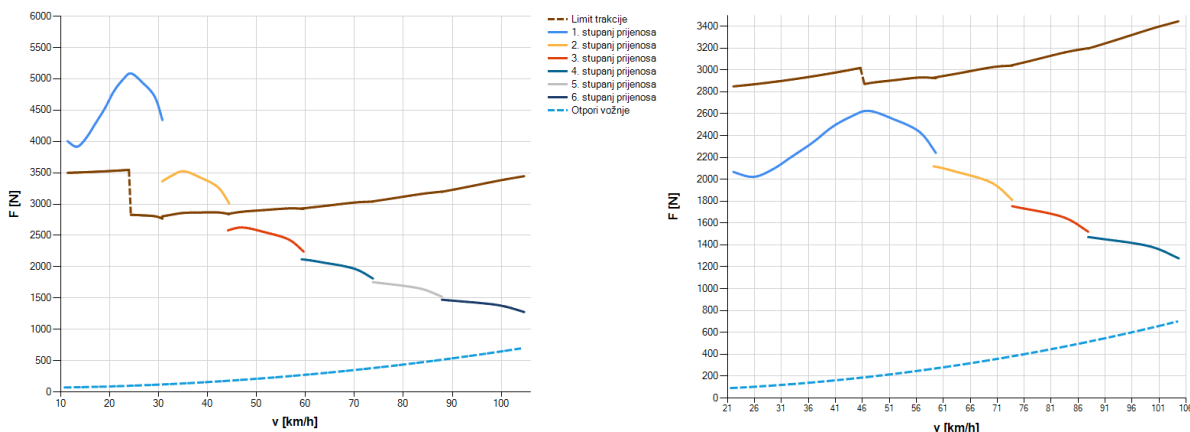 6000
5500
5000
4500
4000
3500
3000
2500
2000
1500
1000
500
0
F [N]
10 20 30 40 50 60 70 80 90 100
v [km/h]
Limit trakcije
1. stupanj prijenosa
2. stupanj prijenosa
3. stupanj prijenosa
4. stupanj prijenosa
5. stupanj prijenosa
6. stupanj prijenosa
Otpori vožnje
3400
3200
3000
2800
2600
2400
2200
2000
1800
1600
1400
1200
1000
800
600
400
200
0
F [N]
21 26 31 36 41 46 51 56 61 66 71 76 81 86 91 96 101 106
v [km/h]